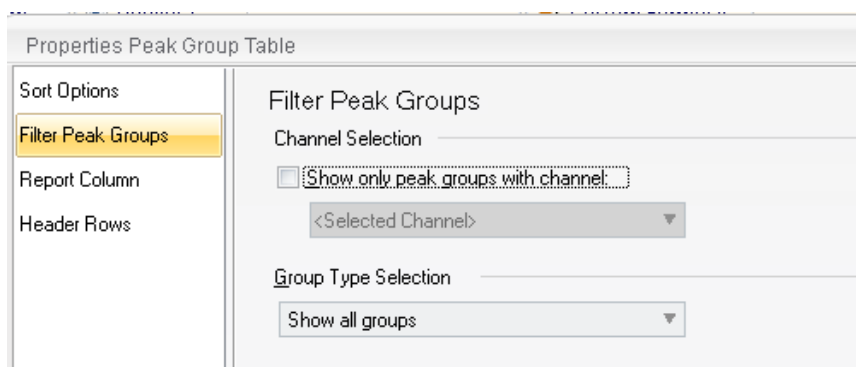 Properties Peak Group Table
Sort Options
Filter Peak Groups
Report Column
Header Rows
Filter Peak Groups
Channel Selection
Show only peak groups with channel:
<Selected Channel>
Group Type Selection
Show all groups